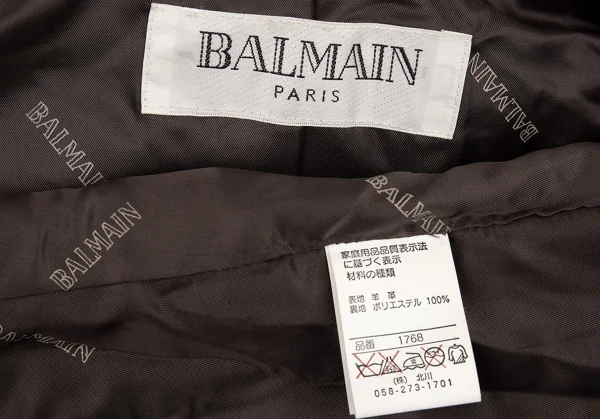 BALMAIN
PARIS
BALMAIN
BALMAIN
BALMAIN
BALMAIN
BALMAIN
家庭用品品質表示法
に基づく表示
材料の種類
表地 羊 革
裏地 ポリエステル 100%
品番 1768
(株) 北川
058-273-1701